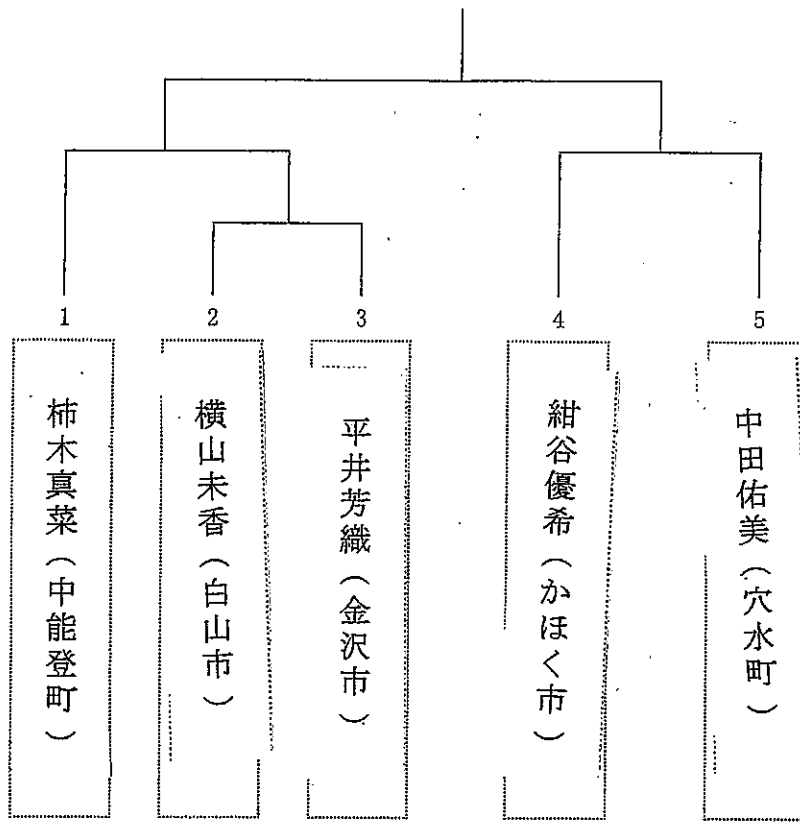 1
2
3
4
5
柿木真菜（中能登町）
横山未香（白山市）
平井芳織（金沢市）
紺谷優希（かほく市）
中田佑美（穴水町）